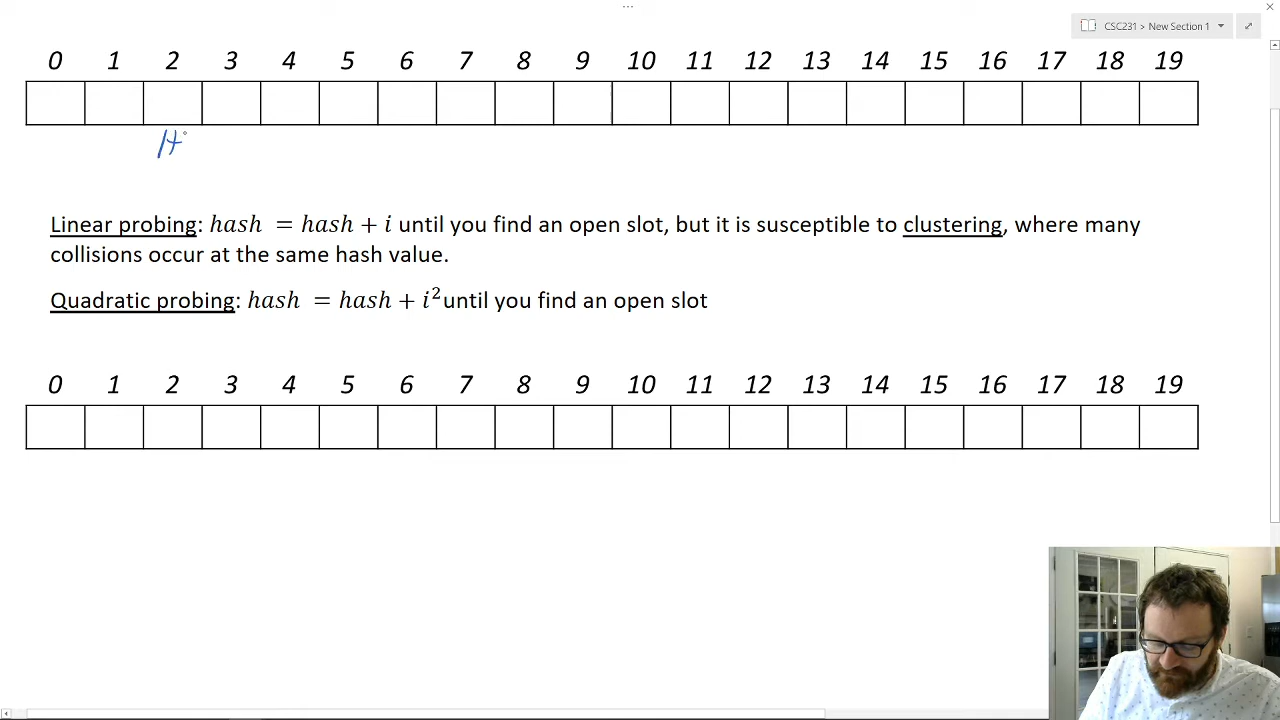 ...
CSC231 > New Section 1
0 1 2 3 4 5 6 7 8 9 10 11 12 13 14 15 16 17 18 19
Linear probing: hash = hash + i until you find an open slot, but it is susceptible to clustering, where many
collisions occur at the same hash value.
Quadratic probing: hash = hash + i² until you find an open slot
0 1 2 3 4 5 6 7 8 9 10 11 12 13 14 15 16 17 18 19